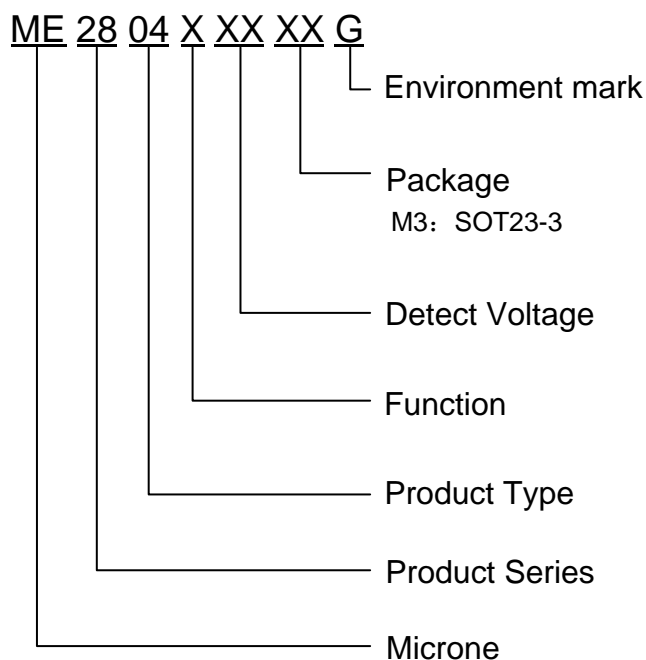 ME 28 04 X XX XX G
Environment mark
Package
M3：SOT23-3
Detect Voltage
Function
Product Type
Product Series
Microne